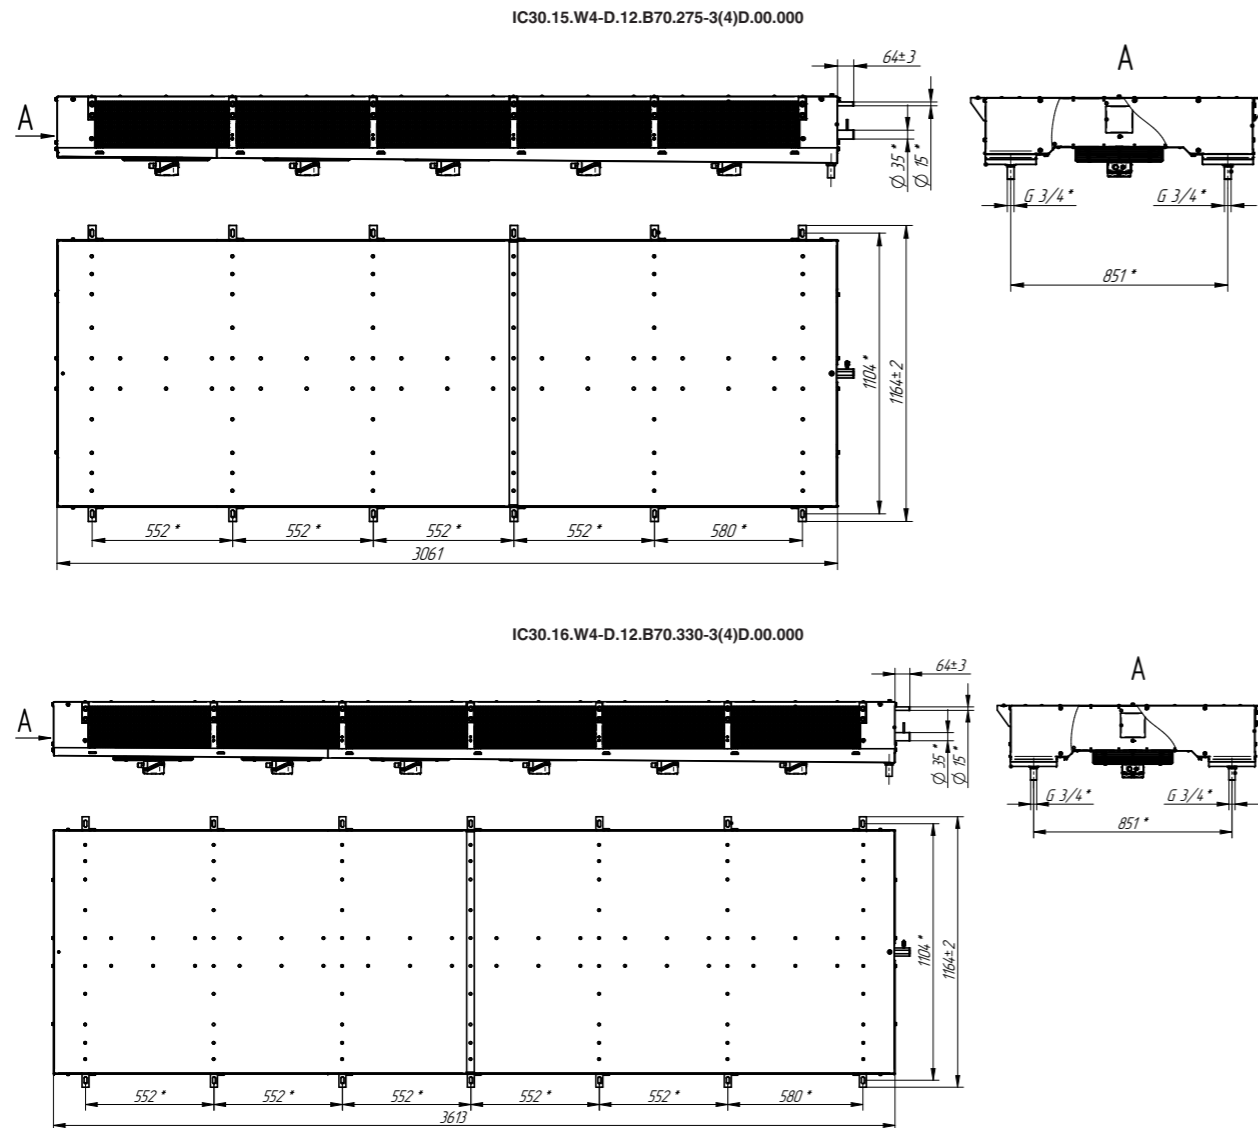 IC30.15.W4-D.12.B70.275-3(4)D.00.000
64±3
A
A
Ø 35*
Ø 15*
G 3/4*
G 3/4*
851*
1104*
1164±2
552*
552*
552*
552*
580*
3061
IC30.16.W4-D.12.B70.330-3(4)D.00.000
64±3
A
A
Ø 35*
Ø 15*
G 3/4*
G 3/4*
851*
1104*
1164±2
552*
552*
552*
552*
552*
580*
3613